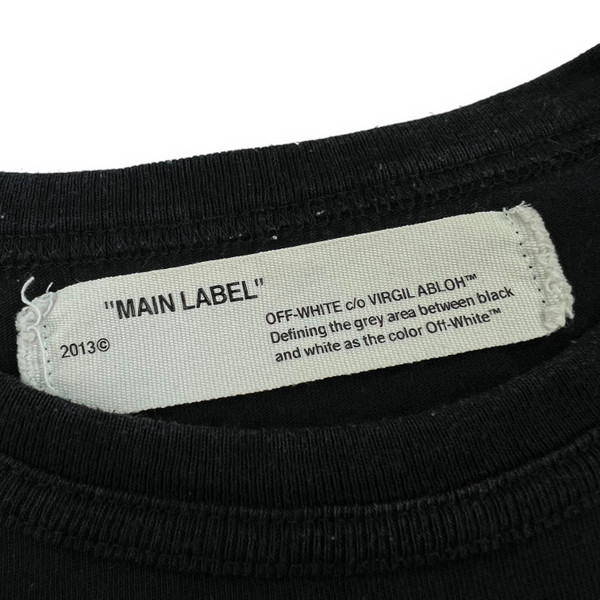 "MAIN LABEL"
2013©
OFF-WHITE c/o VIRGIL ABLOH™
Defining the grey area between black
and white as the color Off-White™